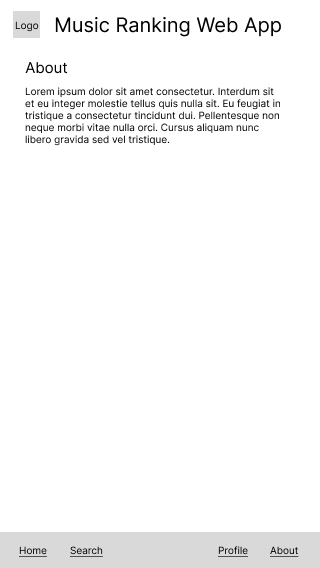 Logo
Music Ranking Web App
About
Lorem ipsum dolor sit amet consectetur. Interdum sit
et eu integer molestie tellus quis nulla sit. Eu feugiat in
tristique a consectetur tincidunt dui. Pellentesque non
neque morbi vitae nulla orci. Cursus aliquam nunc
libero gravida sed vel tristique.
Home
Search
Profile
About